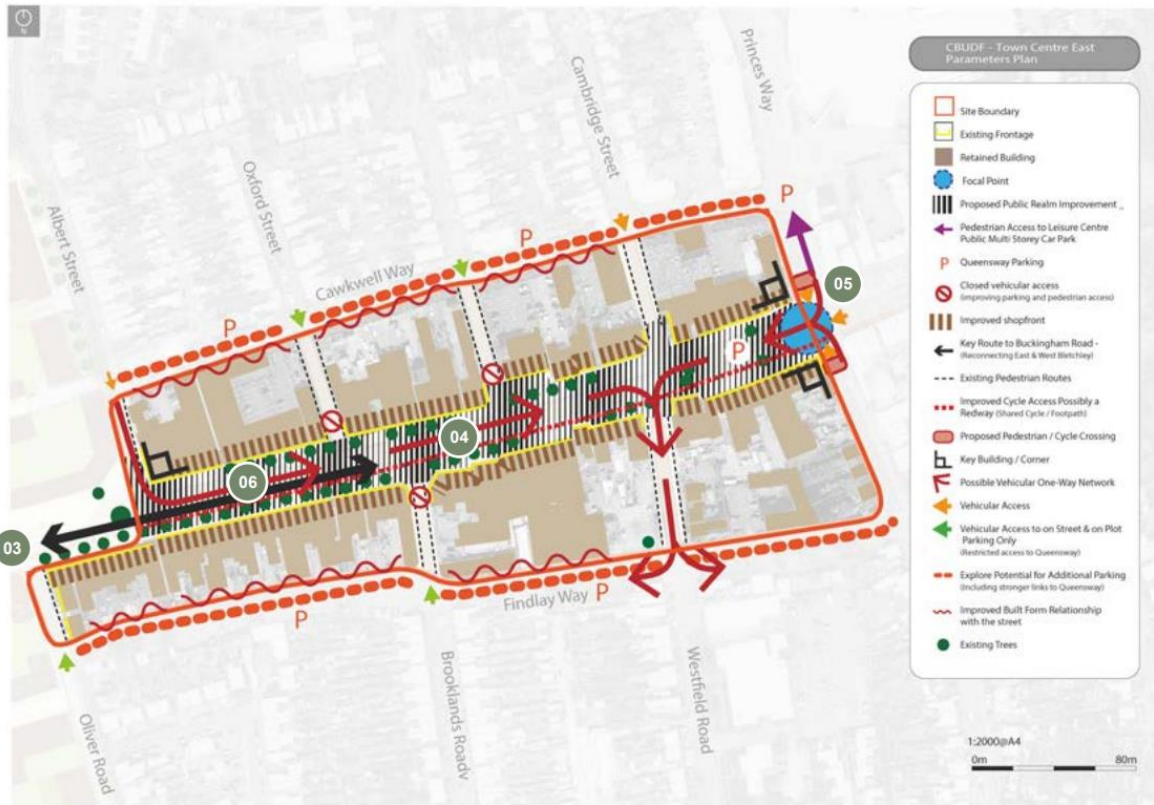 N
CBUDF - Town Centre East
Parameters Plan
Site Boundary
Existing Frontage
Retained Building
Focal Point
Proposed Public Realm Improvement ..
Pedestrian Access to Leisure Centre
Public Multi Storey Car Park
P
Queensway Parking
Closed vehicular access
(improving parking and pedestrian access)
Improved shopfront
Key Route to Buckingham Road -
(Reconnecting East & West Bletchley)
Existing Pedestrian Routes
Improved Cycle Access Possibly a
Redway (Shared Cycle / Footpath)
Proposed Pedestrian / Cycle Crossing
Key Building / Corner
Possible Vehicular One-Way Network
Vehicular Access
Vehicular Access to on Street & on Plot
Parking Only
(Restricted access to Queensway)
Explore Potential for Additional Parking
(Including stronger links to Queensway)
Improved Built Form Relationship
with the street
Existing Trees
1:2000@A4
0m
80m
Albert Street
Oxford Street
Cambridge Street
Princes Way
Cawkwell Way
P
P
P
P
P
P
P
03
04
05
06
Findlay Way
Oliver Road
Brooklands Roadv
Westfield Road